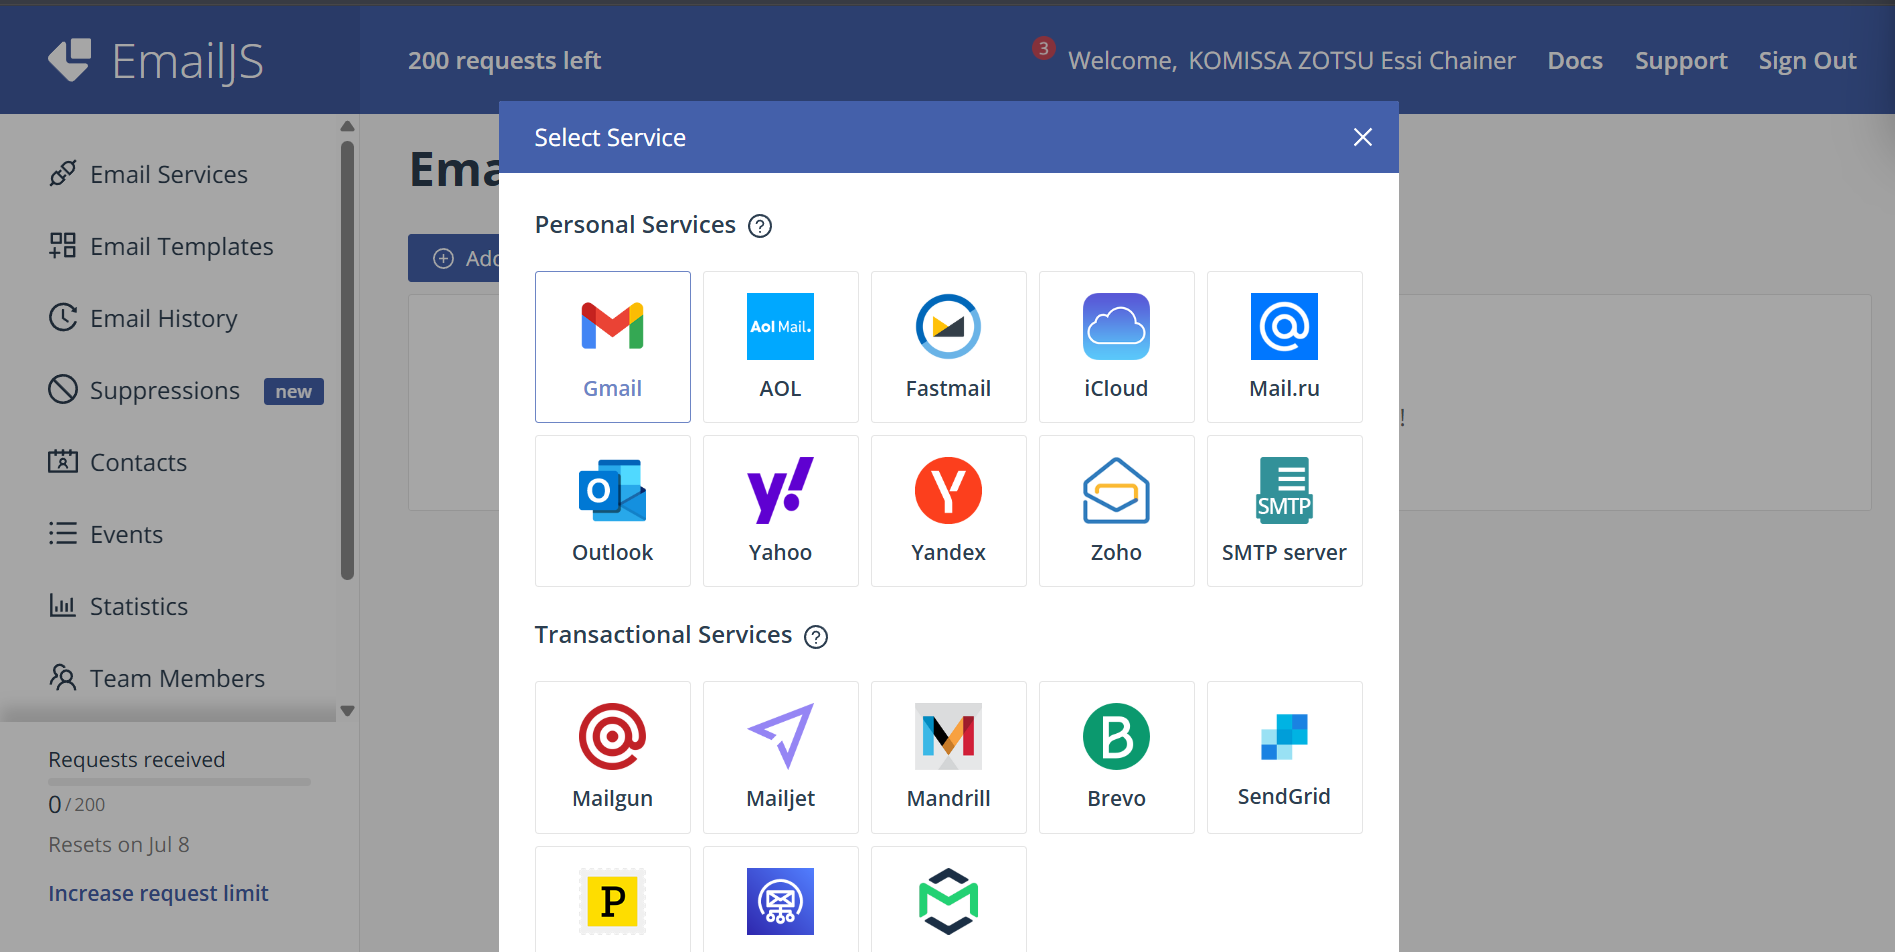 EmailJS
200 requests left
3
Welcome, KOMISSA ZOTSU Essi Chainer
Docs
Support
Sign Out
Email Services
Email Templates
Email History
Suppressions new
Contacts
Events
Statistics
Team Members
Requests received
0 / 200
Resets on Jul 8
Increase request limit
Ema
Add
!
Select Service
Personal Services ?
Aol Mail.
Gmail
AOL
Fastmail
iCloud
Mail.ru
O
y!
Y
SMTP
Outlook
Yahoo
Yandex
Zoho
SMTP server
Transactional Services ?
B
Mailgun
Mailjet
Mandrill
Brevo
SendGrid
P